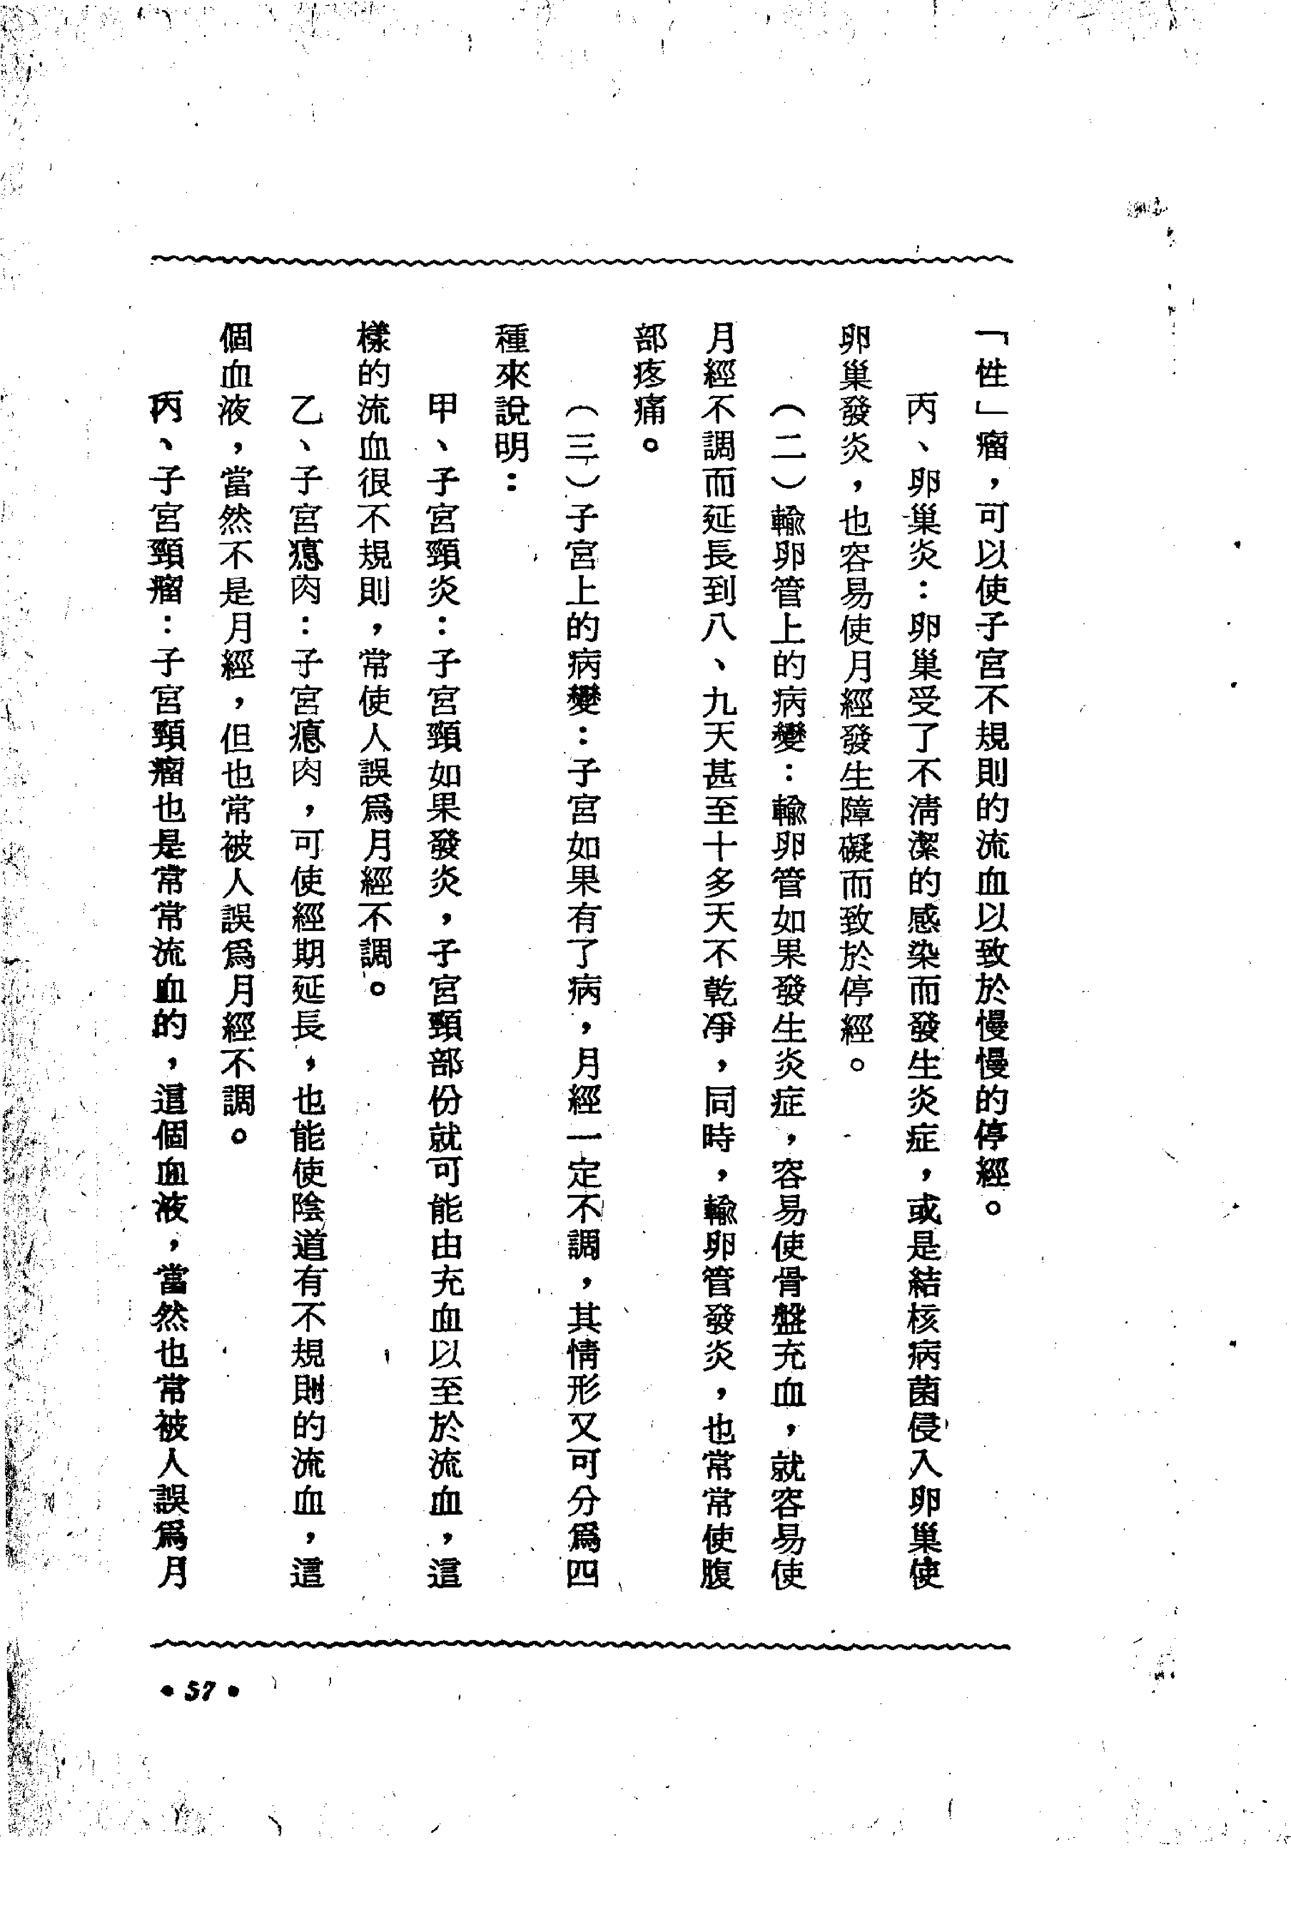 「性」瘤，可以使子宮不規則的流血以致於慢慢的停經。
丙、卵巢炎：卵巢受了不清潔的感染而發生炎症，或是結核病菌侵入卵巢使
卵巢發炎，也容易使月經發生障礙而致於停經。
（二）輸卵管上的病變：輸卵管如果發生炎症，容易使骨盤充血，就容易使
月經不調而延長到八、九天甚至十多天不乾淨，同時，輸卵管發炎，也常常使腹
部疼痛。
（三）子宮上的病變：子宮如果有了病，月經一定不調，其情形又可分爲四
種來說明：
甲、子宮頸炎：子宮頸如果發炎，子宮頸部份就可能由充血以至於流血，這
樣的流血很不規則，常使人誤爲月經不調。
乙、子宮瘜肉：子宮瘜肉，可使經期延長，也能使陰道有不規則的流血，這
個血液，當然不是月經，但也常被人誤爲月經不調。
丙、子宮頸瘤：子宮頸瘤也是常常流血的，這個血液，當然也常被人誤爲月
• 57 •